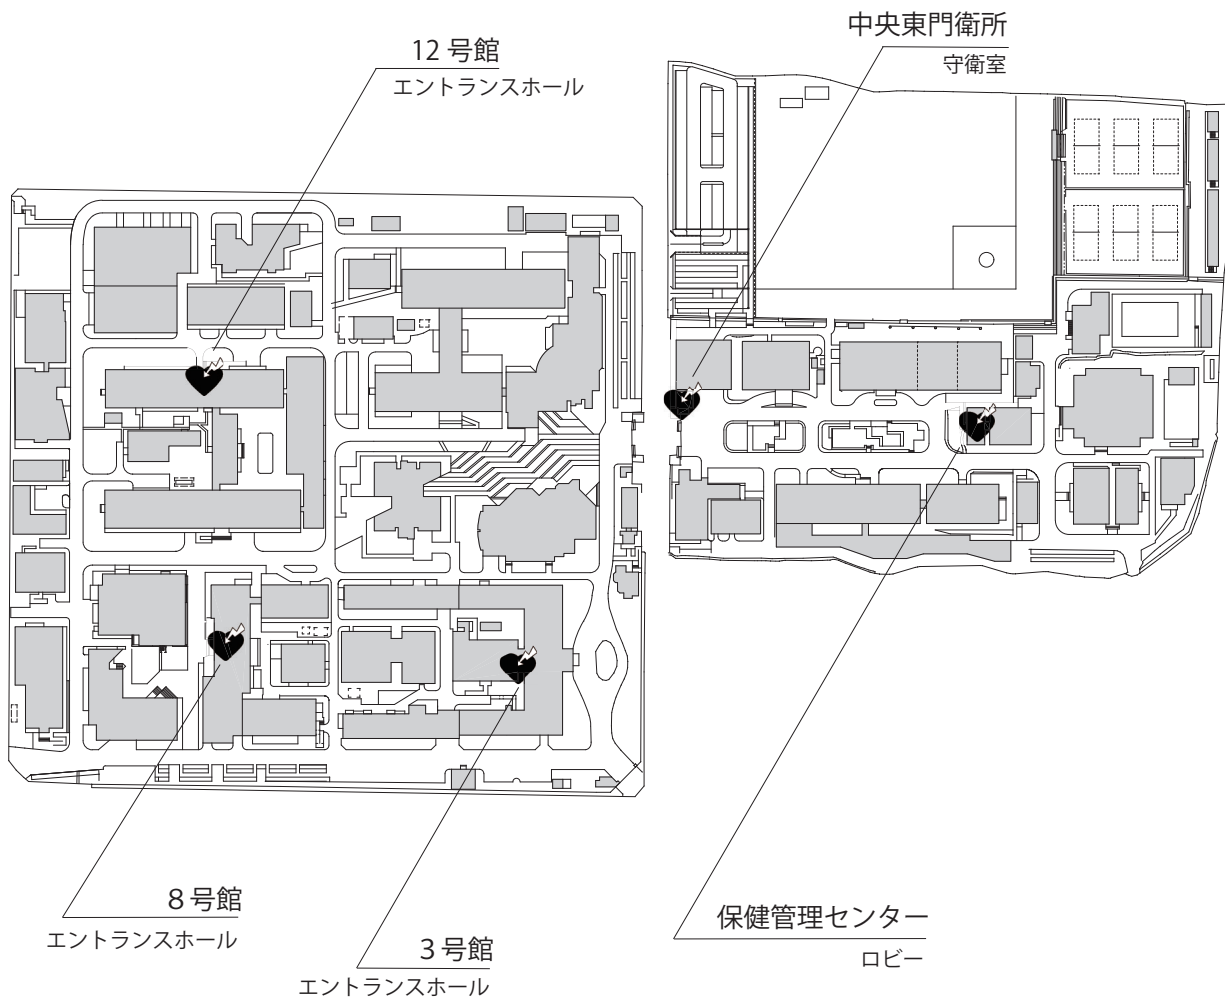 中央東門衛所
守衛室
12 号館
エントランスホール
8 号館
エントランスホール
3 号館
エントランスホール
保健管理センター
ロビー